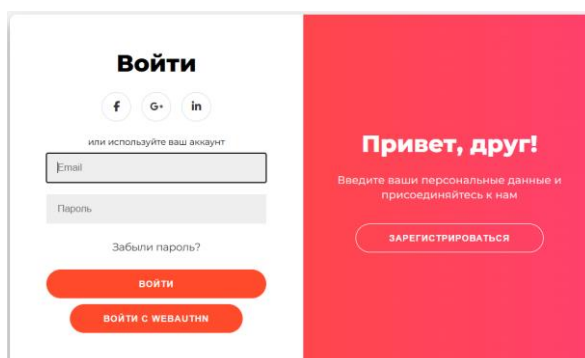 Войти
f G+ in
или используйте ваш аккаунт
Email
Пароль
Забыли пароль?
ВОЙТИ
ВОЙТИ С WEBAUTHN
Привет, друг!
Введите ваши персональные данные и
присоединяйтесь к нам
ЗАРЕГИСТРИРОВАТЬСЯ